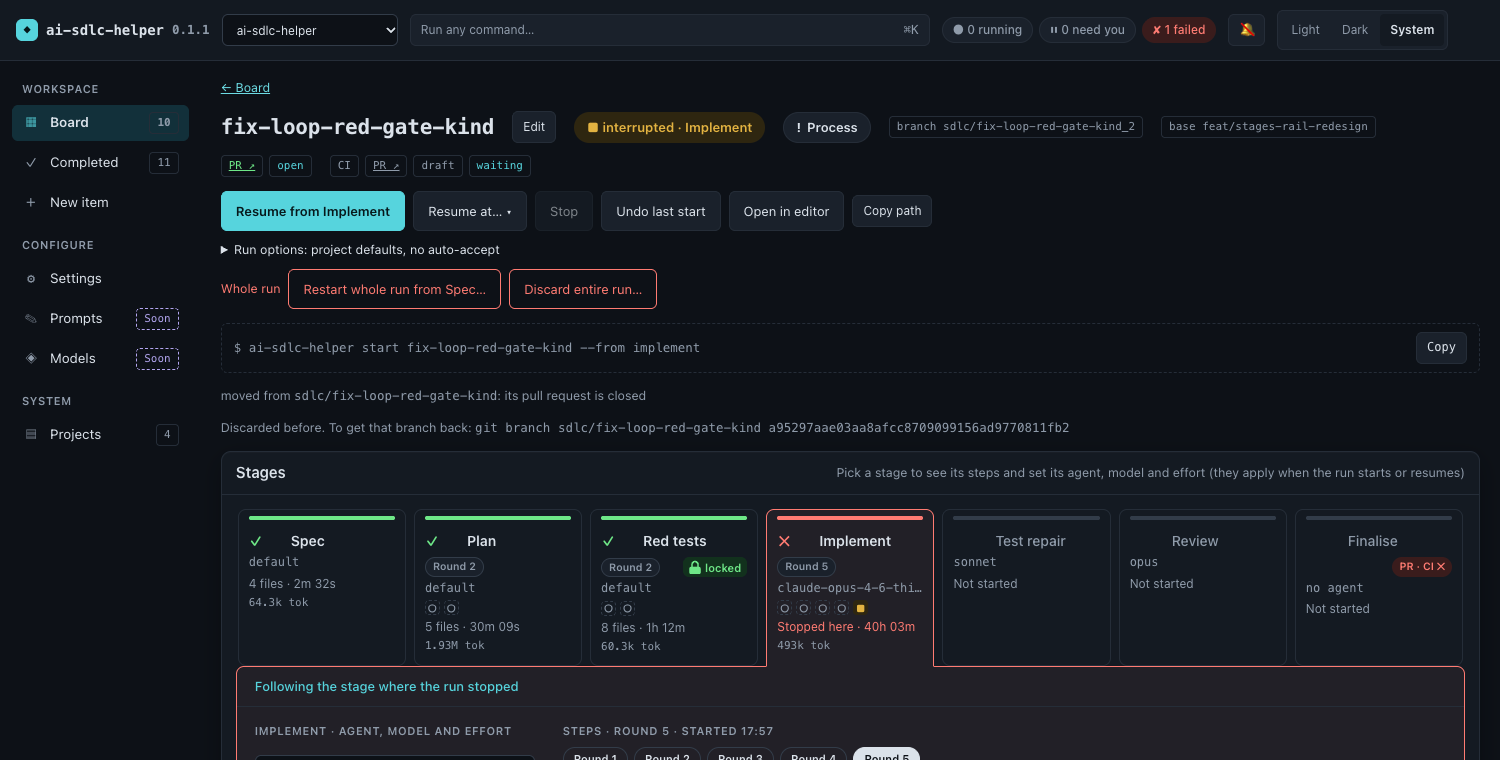 ai-sdlc-helper 0.1.1
ai-sdlc-helper
Run any command...
⌘K
0 running
0 need you
1 failed
Light
Dark
System
WORKSPACE
Board 10
Completed 11
New item
CONFIGURE
Settings
Prompts Soon
Models Soon
SYSTEM
Projects 4
← Board
fix-loop-red-gate-kind
Edit
interrupted · Implement
! Process
branch sdlc/fix-loop-red-gate-kind_2
base feat/stages-rail-redesign
PR ↗ open CI PR ↗ draft waiting
Resume from Implement
Resume at… ▾
Stop
Undo last start
Open in editor
Copy path
▶ Run options: project defaults, no auto-accept
Whole run
Restart whole run from Spec…
Discard entire run…
$ ai-sdlc-helper start fix-loop-red-gate-kind --from implement
Copy
moved from sdlc/fix-loop-red-gate-kind: its pull request is closed
Discarded before. To get that branch back: git branch sdlc/fix-loop-red-gate-kind a95297aae03aa8afcc8709099156ad9770811fb2
Stages
Pick a stage to see its steps and set its agent, model and effort (they apply when the run starts or resumes)
Spec
default
4 files · 2m 32s
64.3k tok
Plan
Round 2
default
5 files · 30m 09s
1.93M tok
Red tests
Round 2 locked
default
8 files · 1h 12m
60.3k tok
Implement
Round 5
claude-opus-4-6-thi…
Stopped here · 40h 03m
493k tok
Test repair
sonnet
Not started
Review
opus
Not started
Finalise
PR · CI ✕
no agent
Not started
Following the stage where the run stopped
IMPLEMENT · AGENT, MODEL AND EFFORT
STEPS · ROUND 5 · STARTED 17:57
Round 1 Round 2 Round 3 Round 4 Round 5